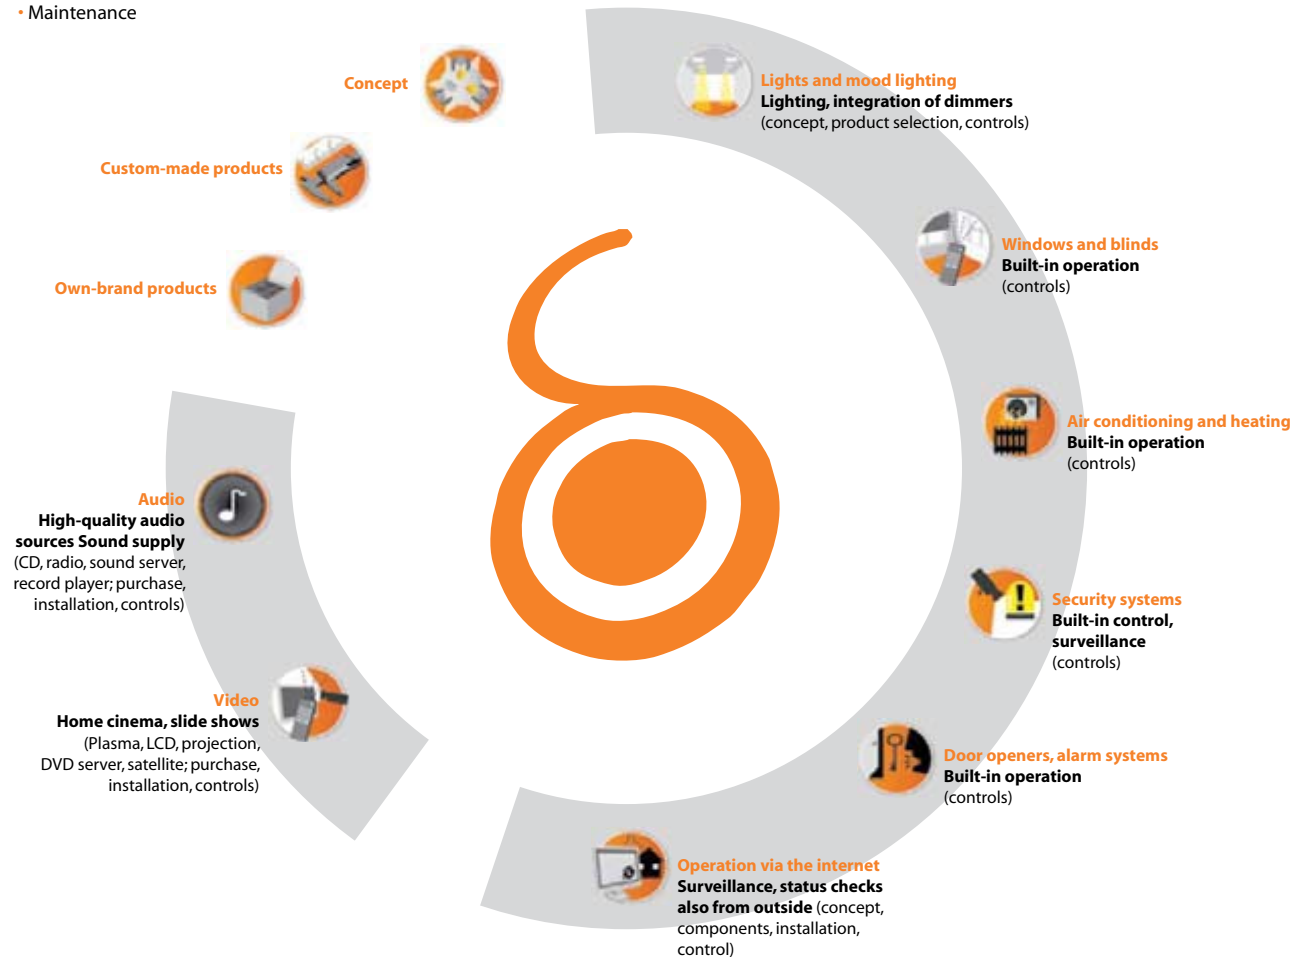 • Maintenance
Concept
Custom-made products
Own-brand products
Lights and mood lighting
Lighting, integration of dimmers
(concept, product selection, controls)
Windows and blinds
Built-in operation
(controls)
Air conditioning and heating
Built-in operation
(controls)
Security systems
Built-in control,
surveillance
(controls)
Door openers, alarm systems
Built-in operation
(controls)
Operation via the internet
Surveillance, status checks
also from outside (concept,
components, installation,
control)
Video
Home cinema, slide shows
(Plasma, LCD, projection,
DVD server, satellite; purchase,
installation, controls)
Audio
High-quality audio
sources Sound supply
(CD, radio, sound server,
record player; purchase,
installation, controls)